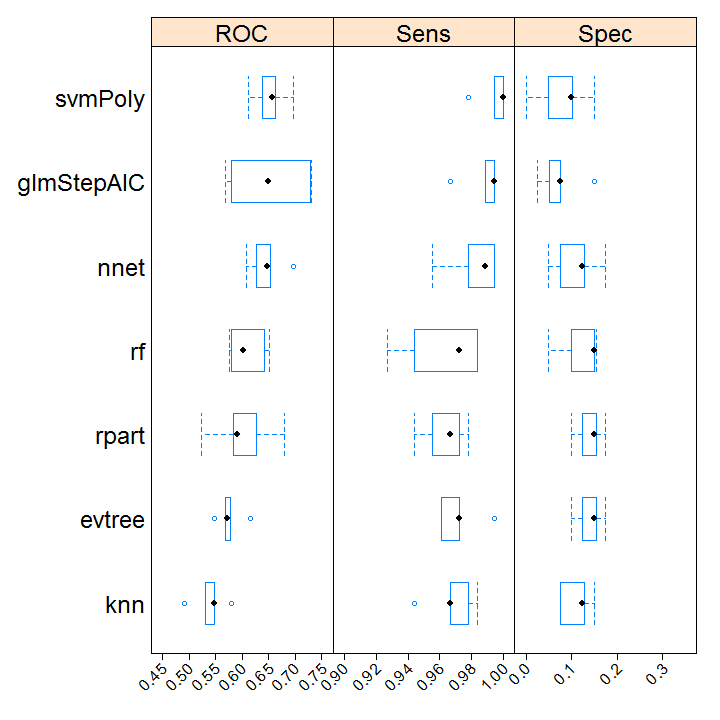 ROC Sens Spec
svmPoly
glmStepAIC
nnet
rf
rpart
evtree
knn
0.45 0.50 0.55 0.60 0.65 0.70 0.75 0.90 0.92 0.94 0.96 0.98 1.00 0.0 0.1 0.2 0.3